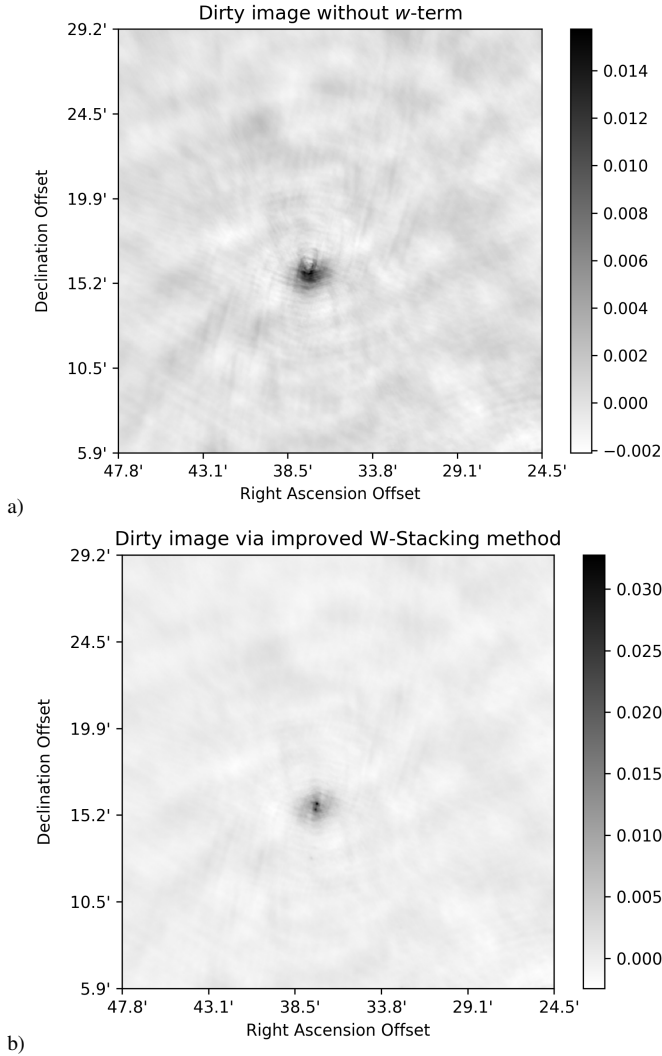 Dirty image without w-term
29.2'
24.5'
19.9'
15.2'
10.5'
5.9'
Declination Offset
47.8' 43.1' 38.5' 33.8' 29.1' 24.5'
Right Ascension Offset
0.014
0.012
0.010
0.008
0.006
0.004
0.002
0.000
−0.002
a)
Dirty image via improved W-Stacking method
29.2'
24.5'
19.9'
15.2'
10.5'
5.9'
Declination Offset
47.8' 43.1' 38.5' 33.8' 29.1' 24.5'
Right Ascension Offset
0.030
0.025
0.020
0.015
0.010
0.005
0.000
b)